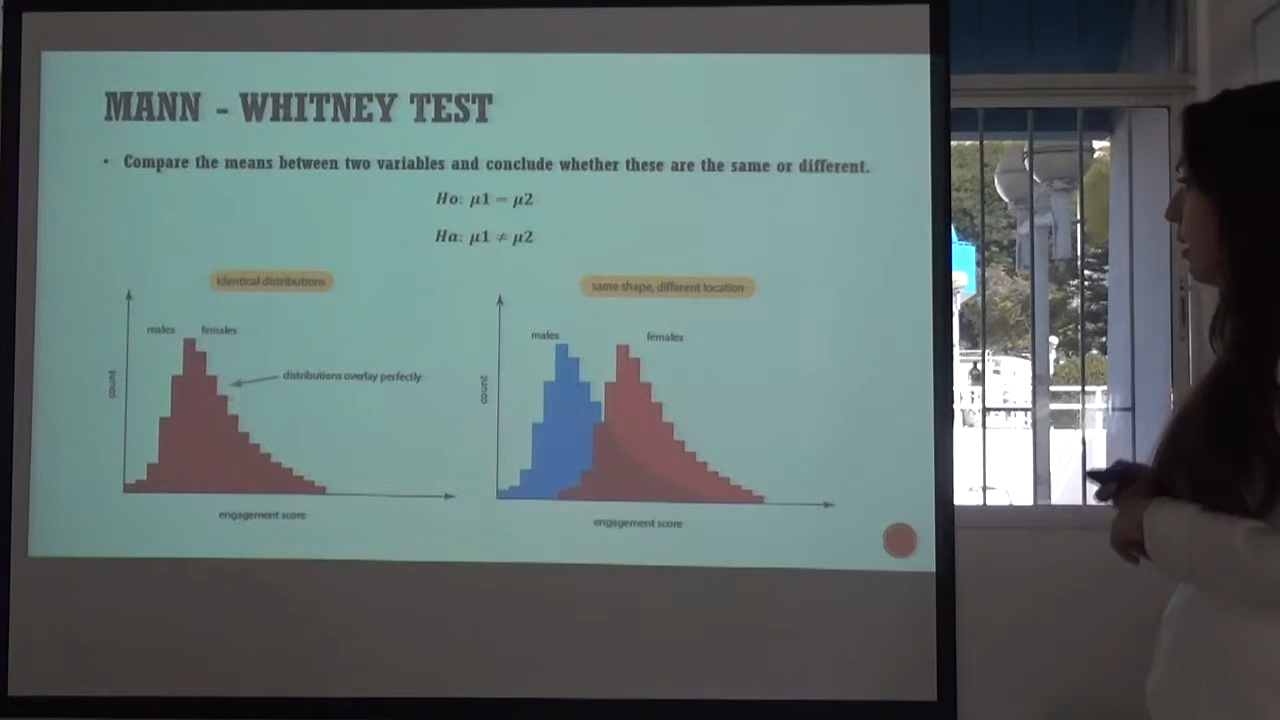 MANN - WHITNEY TEST
• Compare the means between two variables and conclude whether these are the same or different.
Ho: μ1 = μ2
Ha: μ1 ≠ μ2
identical distributions
males females
distributions overlay perfectly
count
engagement score
same shape, different location
males females
count
engagement score